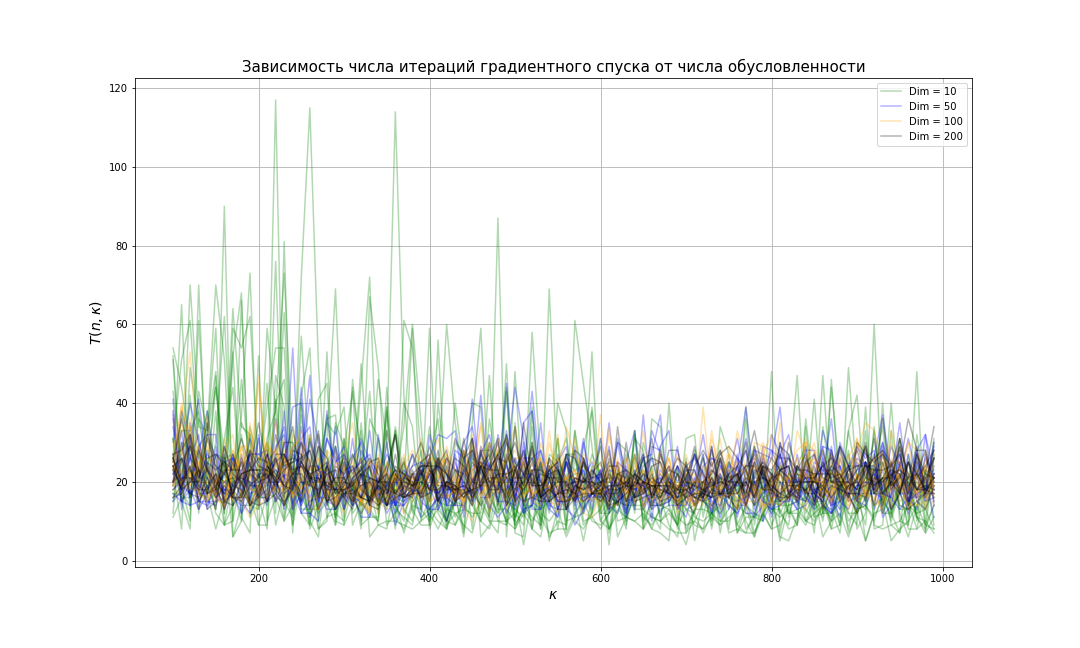 Зависимость числа итераций градиентного спуска от числа обусловленности
120
100
80
60
40
20
0
T(n, κ)
200
400
600
800
1000
κ
Dim = 10
Dim = 50
Dim = 100
Dim = 200